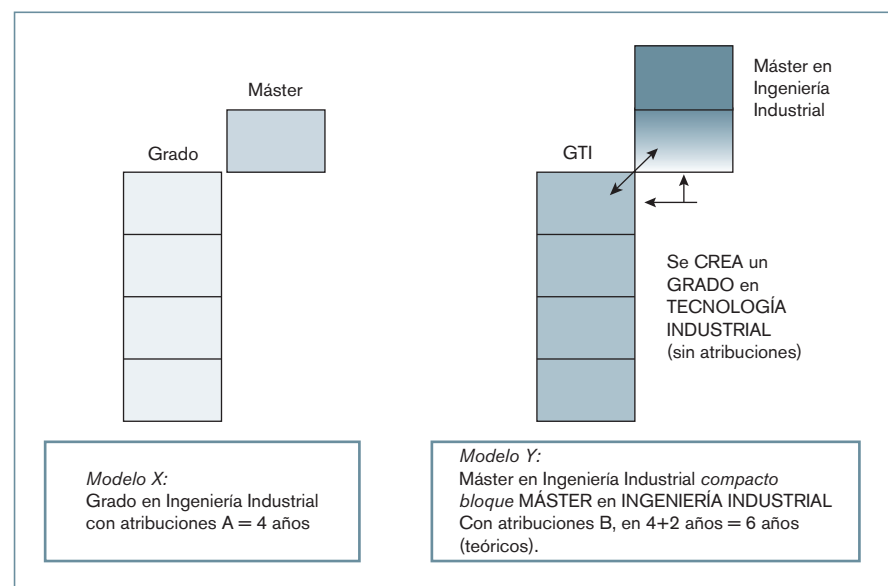 Máster
Grado
Modelo X:
Grado en Ingeniería Industrial
con atribuciones A = 4 años
Máster en
Ingeniería
Industrial
GTI
Se CREA un
GRADO en
TECNOLOGÍA
INDUSTRIAL
(sin atribuciones)
Modelo Y:
Máster en Ingeniería Industrial compacto
bloque MÁSTER en INGENIERÍA INDUSTRIAL
Con atribuciones B, en 4+2 años = 6 años
(teóricos).